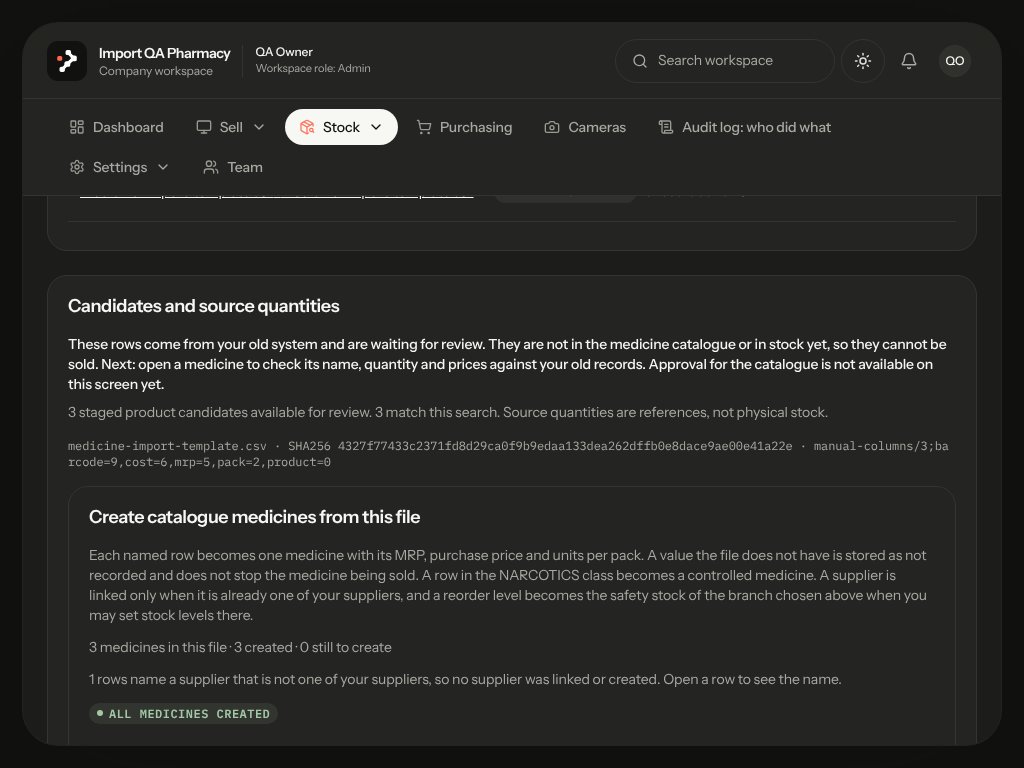 Import QA Pharmacy
Company workspace
QA Owner
Workspace role: Admin
Search workspace
QO
Dashboard
Sell
Stock
Purchasing
Cameras
Audit log: who did what
Settings
Team
Candidates and source quantities
These rows come from your old system and are waiting for review. They are not in the medicine catalogue or in stock yet, so they cannot be
sold. Next: open a medicine to check its name, quantity and prices against your old records. Approval for the catalogue is not available on
this screen yet.
3 staged product candidates available for review. 3 match this search. Source quantities are references, not physical stock.
medicine-import-template.csv · SHA256 4327f77433c2371fd8d29ca0f9b9edaa133dea262dffb0e8dace9ae00e41a22e · manual-columns/3;ba
rcode=9,cost=6,mrp=5,pack=2,product=0
Create catalogue medicines from this file
Each named row becomes one medicine with its MRP, purchase price and units per pack. A value the file does not have is stored as not
recorded and does not stop the medicine being sold. A row in the NARCOTICS class becomes a controlled medicine. A supplier is
linked only when it is already one of your suppliers, and a reorder level becomes the safety stock of the branch chosen above when you
may set stock levels there.
3 medicines in this file · 3 created · 0 still to create
1 rows name a supplier that is not one of your suppliers, so no supplier was linked or created. Open a row to see the name.
ALL MEDICINES CREATED